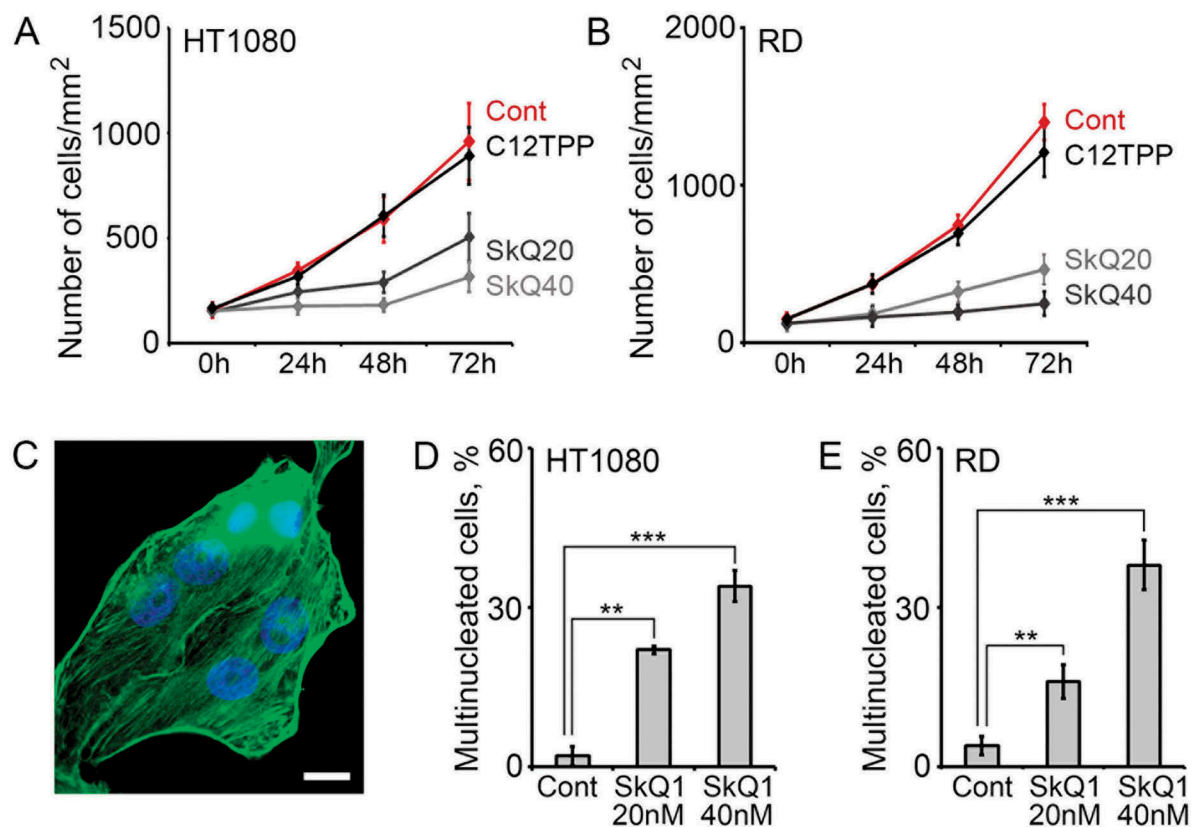 A
HT1080
Number of cells/mm²
1500
1000
500
0
0h 24h 48h 72h
Cont
C12TPP
SkQ20
SkQ40
B
RD
Number of cells/mm²
2000
1000
0
0h 24h 48h 72h
Cont
C12TPP
SkQ20
SkQ40
C
D
HT1080
Multinucleated cells, %
60
30
0
***
**
Cont SkQ1 SkQ1
20nM 40nM
E
RD
Multinucleated cells, %
60
30
0
***
**
Cont SkQ1 SkQ1
20nM 40nM